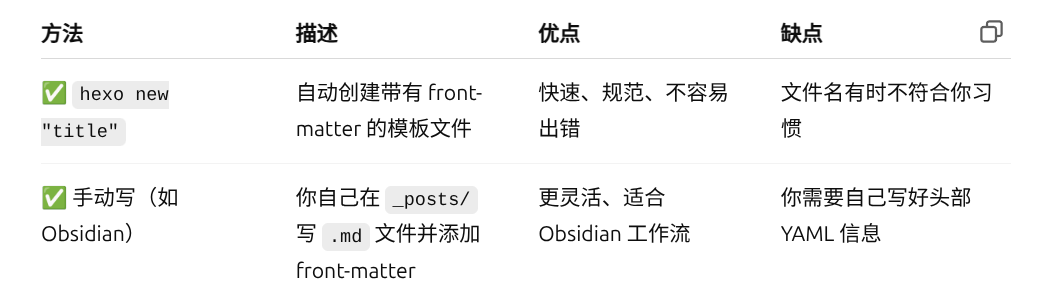 方法 描述 优点 缺点
✅ hexo new 自动创建带有 front- 快速、规范、不容易 文件名有时不符合你习
"title" matter 的模板文件 出错 惯
✅ 手动写（如 你自己在 _posts/ 更灵活、适合 你需要自己写好头部
Obsidian） 写 .md 文件并添加 Obsidian 工作流 YAML 信息
front-matter